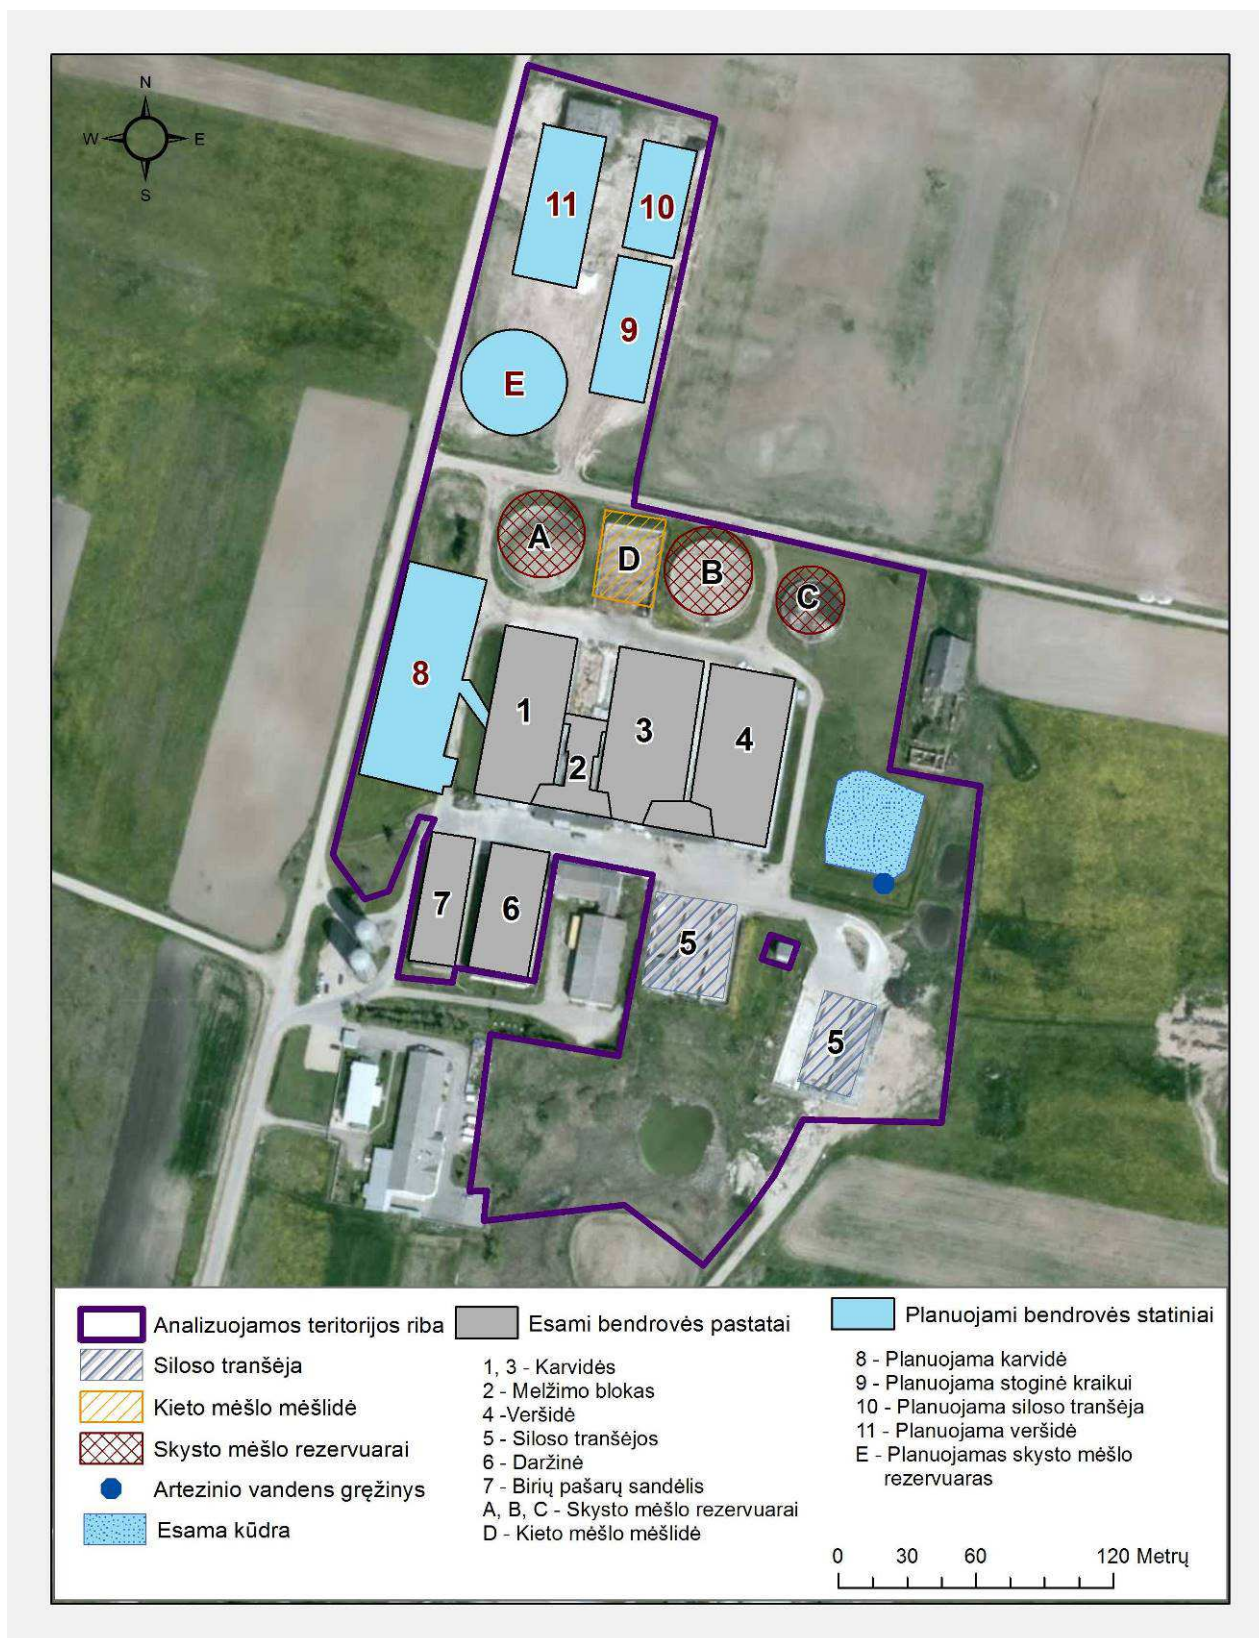 N
W E
S
11
10
9
E
A
D
B
C
8
1
3
4
2
7
6
5
5
Analizuojamos teritorijos riba
Siloso tranšėja
Kieto mėšlo mėšlidė
Skysto mėšlo rezervuarai
Artezinio vandens gręžinys
Esama kūdra
Esami bendrovės pastatai
1, 3 - Karvidės
2 - Melžimo blokas
4 -Veršidė
5 - Siloso tranšėjos
6 - Daržinė
7 - Birių pašarų sandėlis
A, B, C - Skysto mėšlo rezervuarai
D - Kieto mėšlo mėšlidė
Planuojami bendrovės statiniai
8 - Planuojama karvidė
9 - Planuojama stoginė kraikui
10 - Planuojama siloso tranšėja
11 - Planuojama veršidė
E - Planuojamas skysto mėšlo
rezervuaras
0 30 60 120 Metrų